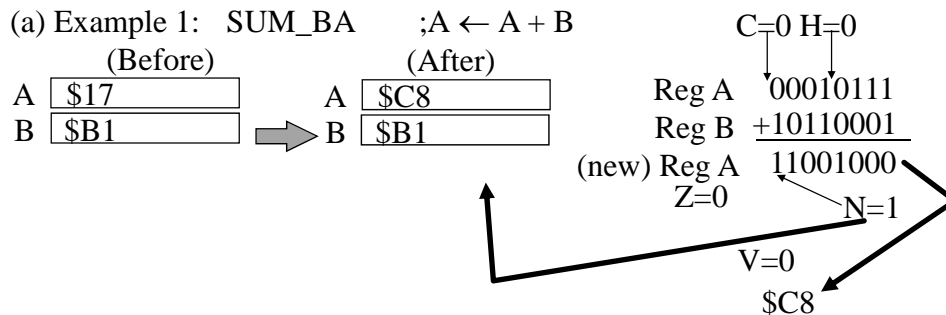 (a) Example 1: SUM_BA ;A ← A + B
C=0 H=0
(Before) (After)
A $17 A $C8
B $B1 B $B1
Reg A 00010111
Reg B +10110001
(new) Reg A 11001000
Z=0 N=1
V=0
$C8